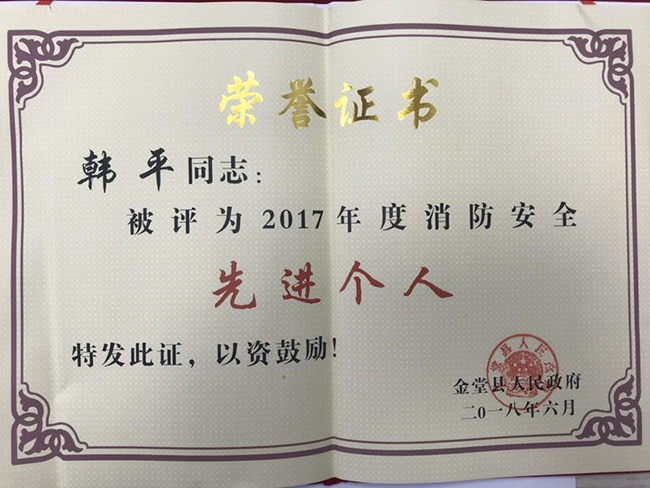 荣誉证书
韩平同志：
被评为2017年度消防安全
先进个人
特发此证，以资鼓励！
金堂县人民政府
二〇一八年六月